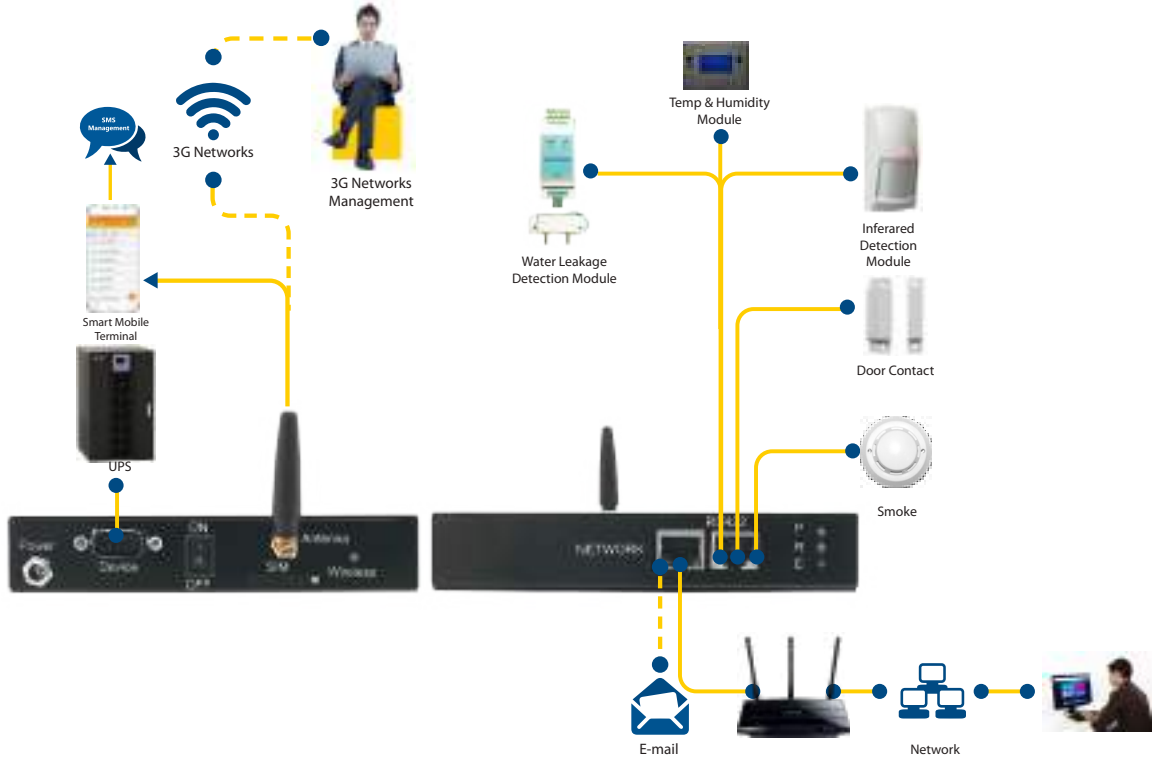 SMS
Management
3G Networks
3G Networks
Management
Temp & Humidity
Module
Water Leakage
Detection Module
Inferared
Detection
Module
Smart Mobile
Terminal
Door Contact
UPS
Smoke
Power
Device
ON
OFF
SIM
Antenna
Wireless
NETWORK
E-mail
Network